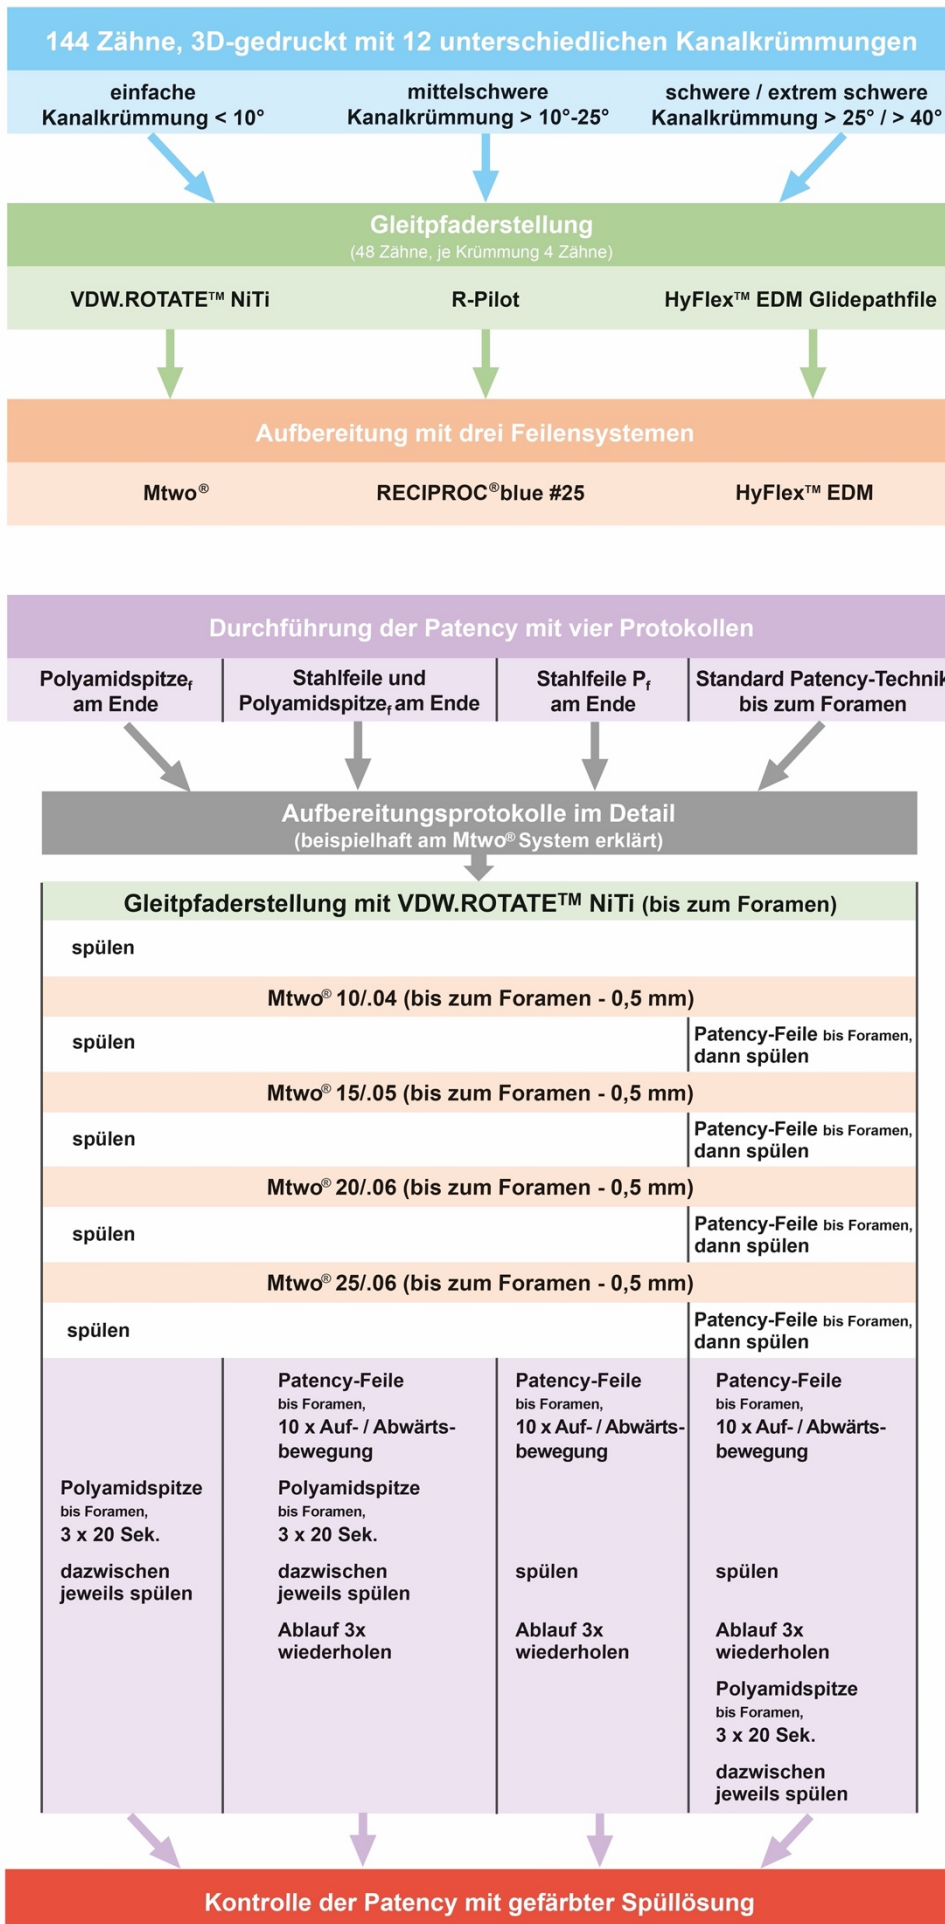 144 Zähne, 3D-gedruckt mit 12 unterschiedlichen Kanalkrümmungen
einfache
Kanalkrümmung < 10°
mittelschwere
Kanalkrümmung > 10°-25°
schwere / extrem schwere
Kanalkrümmung > 25° / > 40°
Gleitpfaderstellung
(48 Zähne, je Krümmung 4 Zähne)
VDW.ROTATE™ NiTi
R-Pilot
HyFlex™ EDM Glidepathfile
Aufbereitung mit drei Feilensystemen
Mtwo®
RECIPROC®blue #25
HyFlex™ EDM
Durchführung der Patency mit vier Protokollen
Polyamidspitzef
am Ende
Stahlfeile und
Polyamidspitzef am Ende
Stahlfeile Pf
am Ende
Standard Patency-Technik
bis zum Foramen
Aufbereitungsprotokolle im Detail
(beispielhaft am Mtwo® System erklärt)
Gleitpfaderstellung mit VDW.ROTATE™ NiTi (bis zum Foramen)
spülen
Mtwo® 10/.04 (bis zum Foramen - 0,5 mm)
spülen
Patency-Feile bis Foramen,
dann spülen
Mtwo® 15/.05 (bis zum Foramen - 0,5 mm)
spülen
Patency-Feile bis Foramen,
dann spülen
Mtwo® 20/.06 (bis zum Foramen - 0,5 mm)
spülen
Patency-Feile bis Foramen,
dann spülen
Mtwo® 25/.06 (bis zum Foramen - 0,5 mm)
spülen
Patency-Feile bis Foramen,
dann spülen
Polyamidspitze
bis Foramen,
3 x 20 Sek.
dazwischen
jeweils spülen
Patency-Feile
bis Foramen,
10 x Auf- / Abwärts-
bewegung
Polyamidspitze
bis Foramen,
3 x 20 Sek.
dazwischen
jeweils spülen
Ablauf 3x
wiederholen
Patency-Feile
bis Foramen,
10 x Auf- / Abwärts-
bewegung
spülen
Ablauf 3x
wiederholen
Patency-Feile
bis Foramen,
10 x Auf- / Abwärts-
bewegung
spülen
Ablauf 3x
wiederholen
Polyamidspitze
bis Foramen,
3 x 20 Sek.
dazwischen
jeweils spülen
Kontrolle der Patency mit gefärbter Spüllösung